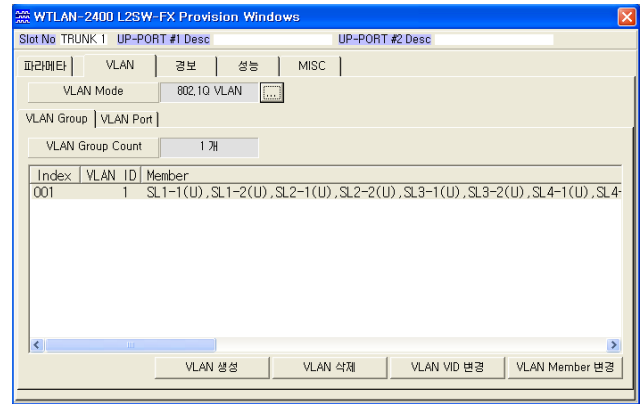 WTLAN-2400 L2SW-FX Provision Windows
Slot No TRUNK 1 UP-PORT #1 Desc UP-PORT #2 Desc
파라메타 VLAN 경보 성능 MISC
VLAN Mode 802.1Q VLAN ...
VLAN Group VLAN Port
VLAN Group Count 1 개
Index VLAN ID Member
001 1 SL1-1(U),SL1-2(U),SL2-1(U),SL2-2(U),SL3-1(U),SL3-2(U),SL4-1(U),SL4-
VLAN 생성 VLAN 삭제 VLAN VID 변경 VLAN Member 변경